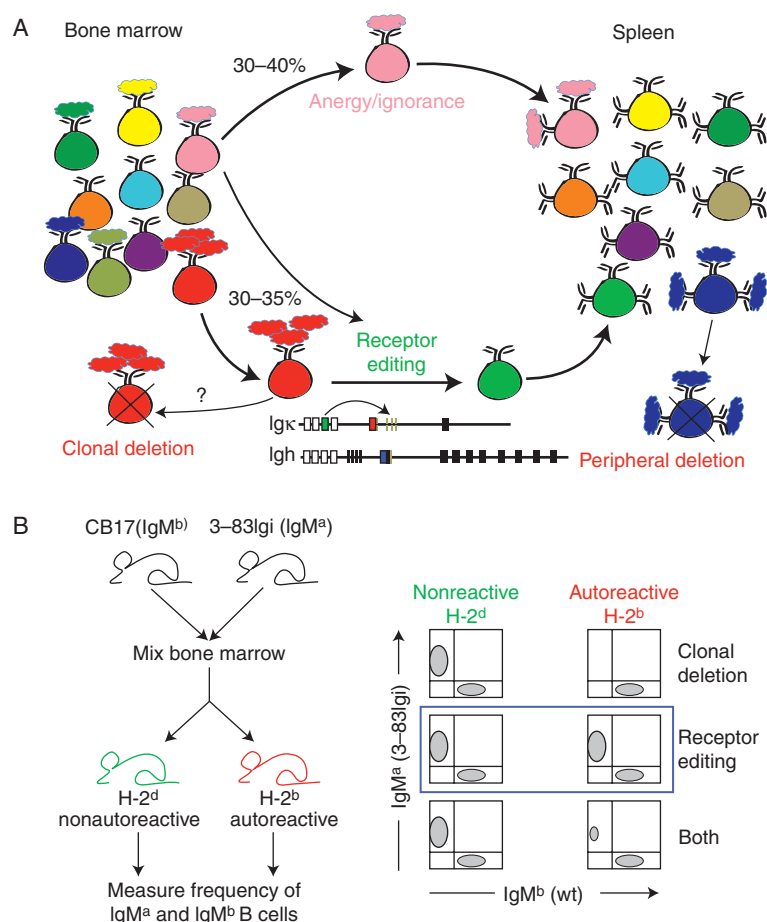 A
Bone marrow
Spleen
30–40%
Anergy/ignorance
30–35%
Receptor
editing
?
Clonal deletion
Igκ
Igh
Peripheral deletion
B
CB17(IgMᵇ)
3–83Igi (IgMᵃ)
Mix bone marrow
H-2ᵈ
nonautoreactive
H-2ᵇ
autoreactive
Measure frequency of
IgMᵃ and IgMᵇ B cells
Nonreactive
H-2ᵈ
Autoreactive
H-2ᵇ
Clonal
deletion
Receptor
editing
Both
IgMᵃ (3–83Igi)
IgMᵇ (wt)